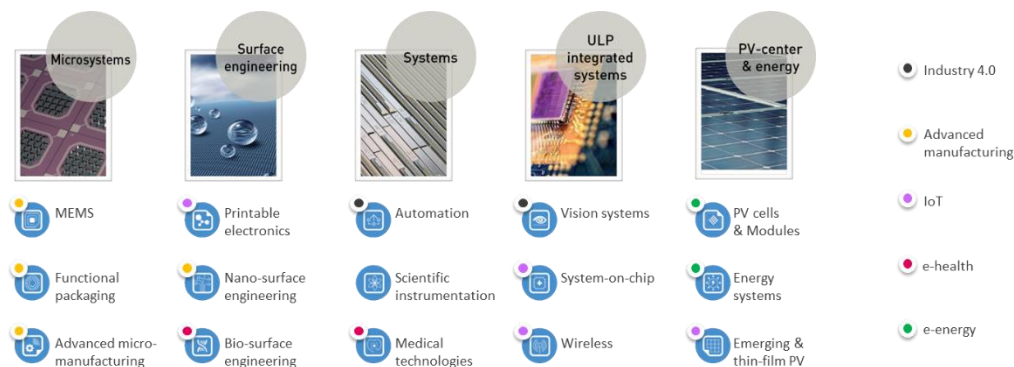 Microsystems
Surface
engineering
Systems
ULP
integrated
systems
PV-center
& energy
MEMS
Functional
packaging
Advanced micro-
manufacturing
Printable
electronics
Nano-surface
engineering
Bio-surface
engineering
Automation
Scientific
instrumentation
Medical
technologies
Vision systems
System-on-chip
Wireless
PV cells
& Modules
Energy
systems
Emerging &
thin-film PV
Industry 4.0
Advanced
manufacturing
IoT
e-health
e-energy